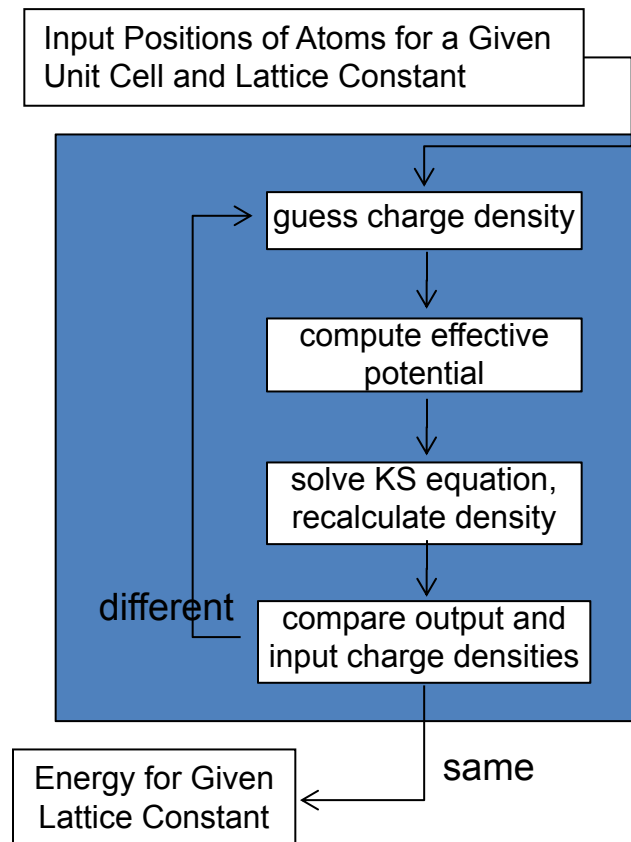 Input Positions of Atoms for a Given
Unit Cell and Lattice Constant
guess charge density
compute effective
potential
solve KS equation,
recalculate density
different
compare output and
input charge densities
same
Energy for Given
Lattice Constant